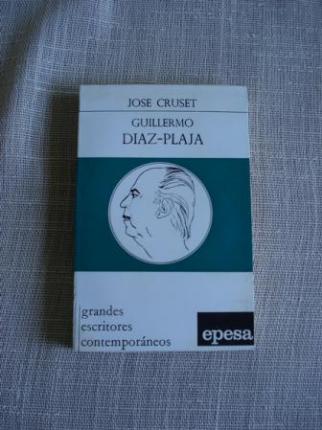 JOSE CRUSET
GUILLERMO
DIAZ-PLAJA
grandes
escritores
contemporáneos
epesa